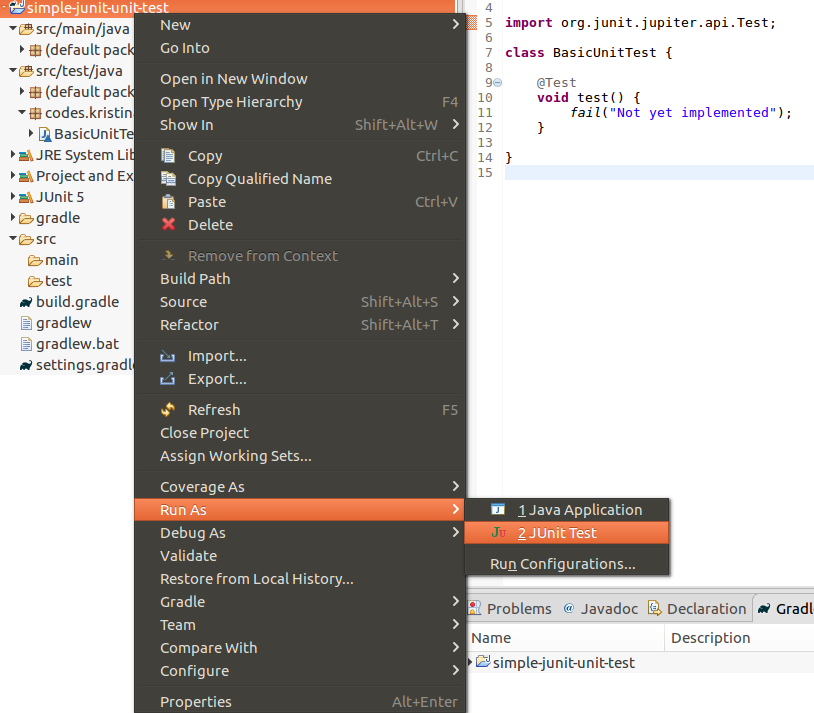 simple-junit-unit-test
src/main/java
(default pack
src/test/java
(default pack
codes.kristina
BasicUnitTe
JRE System Lib
Project and Ex
JUnit 5
gradle
src
main
test
build.gradle
gradlew
gradlew.bat
settings.gradle
New
Go Into
Open in New Window
Open Type Hierarchy F4
Show In Shift+Alt+W
Copy Ctrl+C
Copy Qualified Name
Paste Ctrl+V
Delete
Remove from Context
Build Path
Source Shift+Alt+S
Refactor Shift+Alt+T
Import...
Export...
Refresh F5
Close Project
Assign Working Sets...
Coverage As
Run As
Debug As
Validate
Restore from Local History...
Gradle
Team
Compare With
Configure
Properties Alt+Enter
1 Java Application
2 JUnit Test
Run Configurations...
4
5 import org.junit.jupiter.api.Test;
6
7 class BasicUnitTest {
8
9 @Test
10 void test() {
11 fail("Not yet implemented");
12 }
13
14 }
15
Problems @ Javadoc Declaration Gradl
Name Description
simple-junit-unit-test